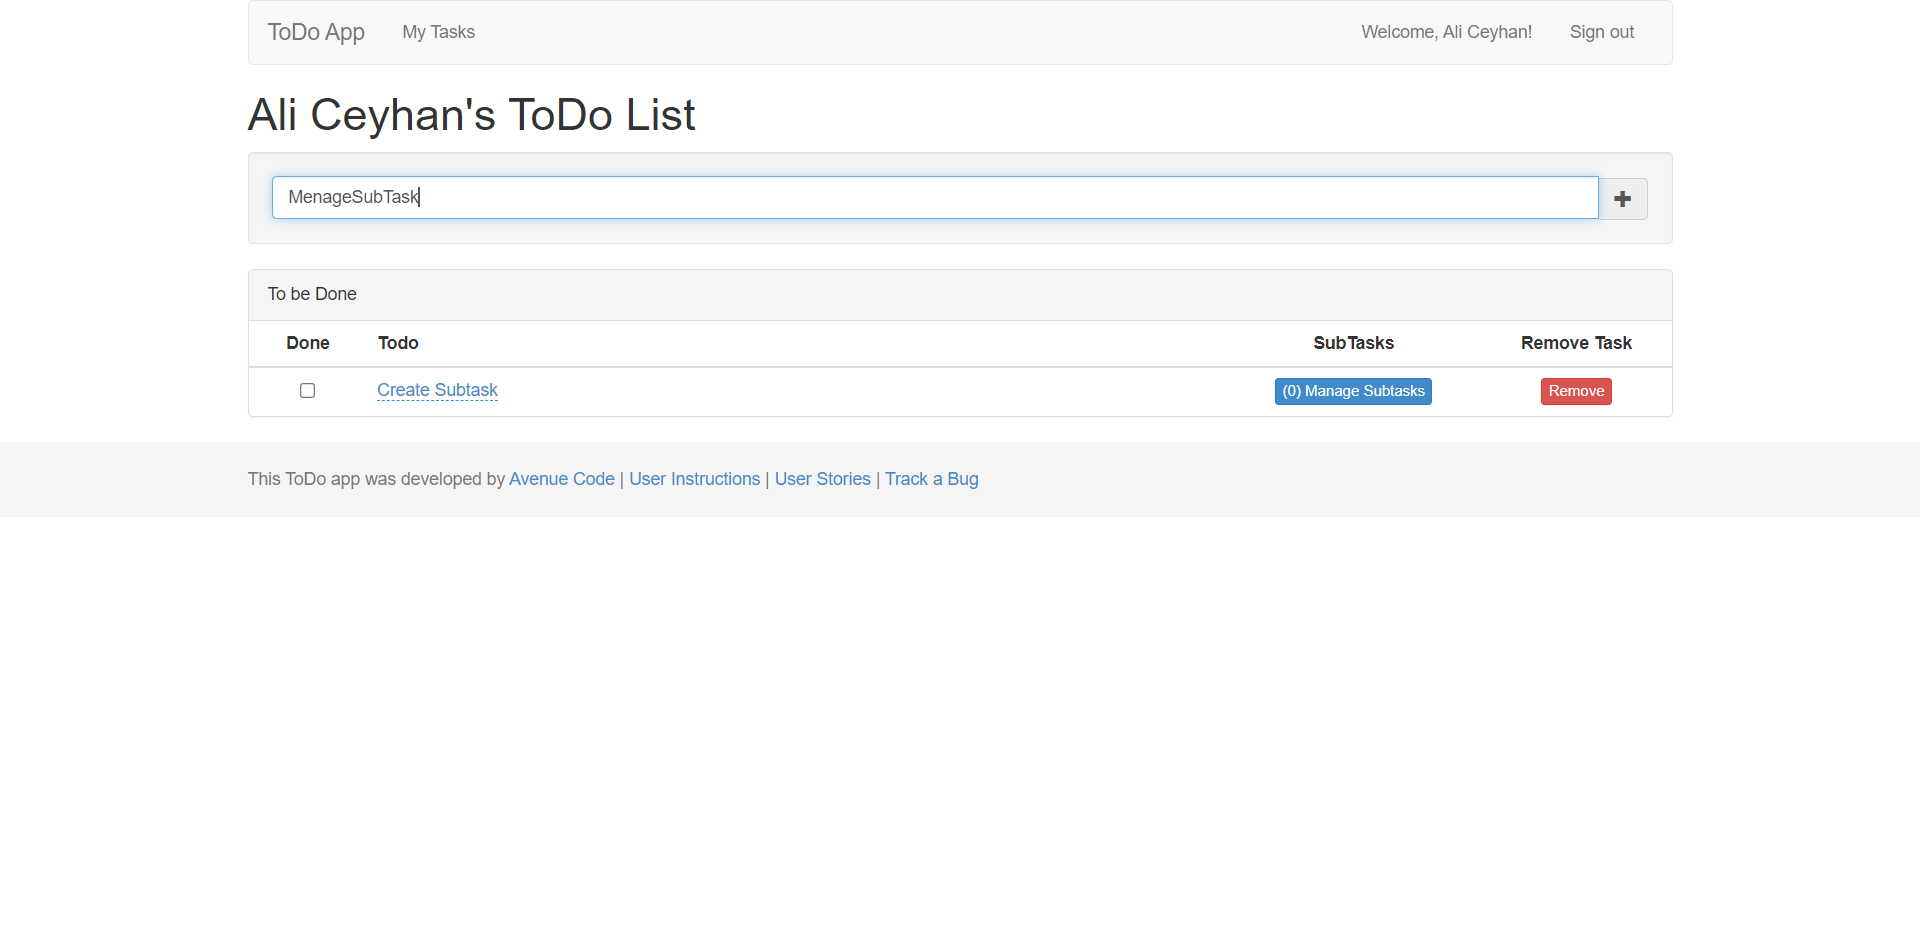 ToDo App My Tasks Welcome, Ali Ceyhan! Sign out
Ali Ceyhan's ToDo List
MenageSubTask
To be Done
Done Todo SubTasks Remove Task
Create Subtask (0) Manage Subtasks Remove
This ToDo app was developed by Avenue Code | User Instructions | User Stories | Track a Bug